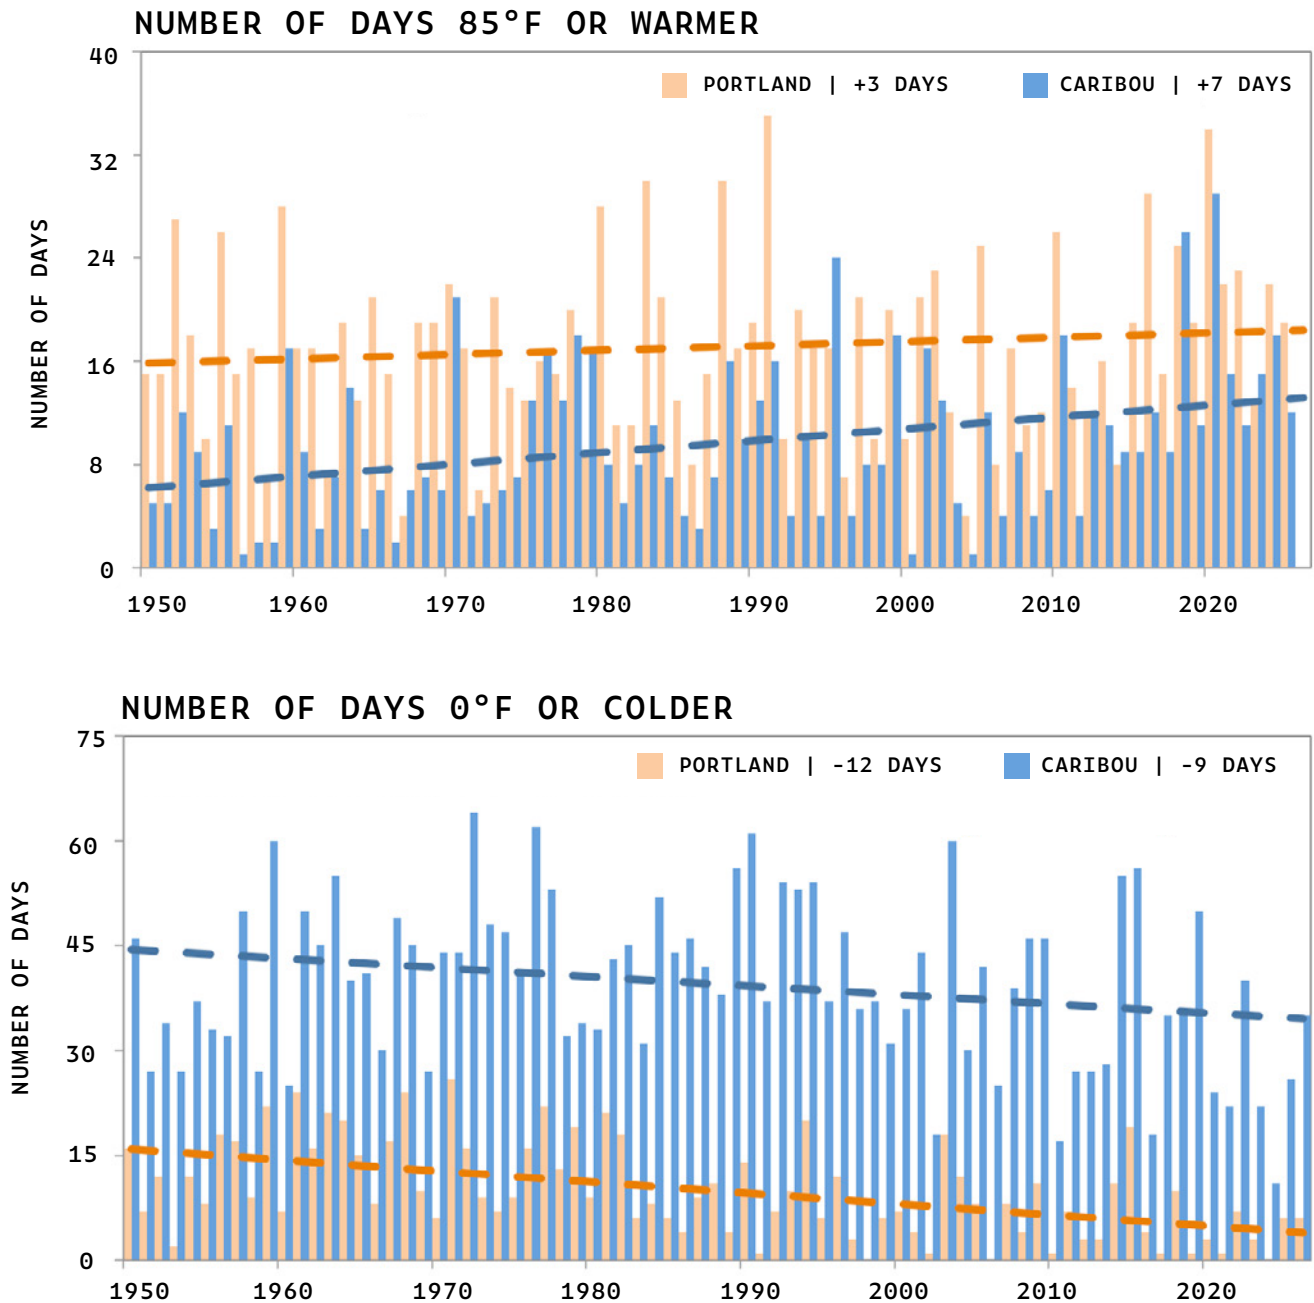 NUMBER OF DAYS 85°F OR WARMER
40
PORTLAND | +3 DAYS
CARIBOU | +7 DAYS
32
24
16
8
0
NUMBER OF DAYS
1950 1960 1970 1980 1990 2000 2010 2020
NUMBER OF DAYS 0°F OR COLDER
75
PORTLAND | -12 DAYS
CARIBOU | -9 DAYS
60
45
30
15
0
NUMBER OF DAYS
1950 1960 1970 1980 1990 2000 2010 2020